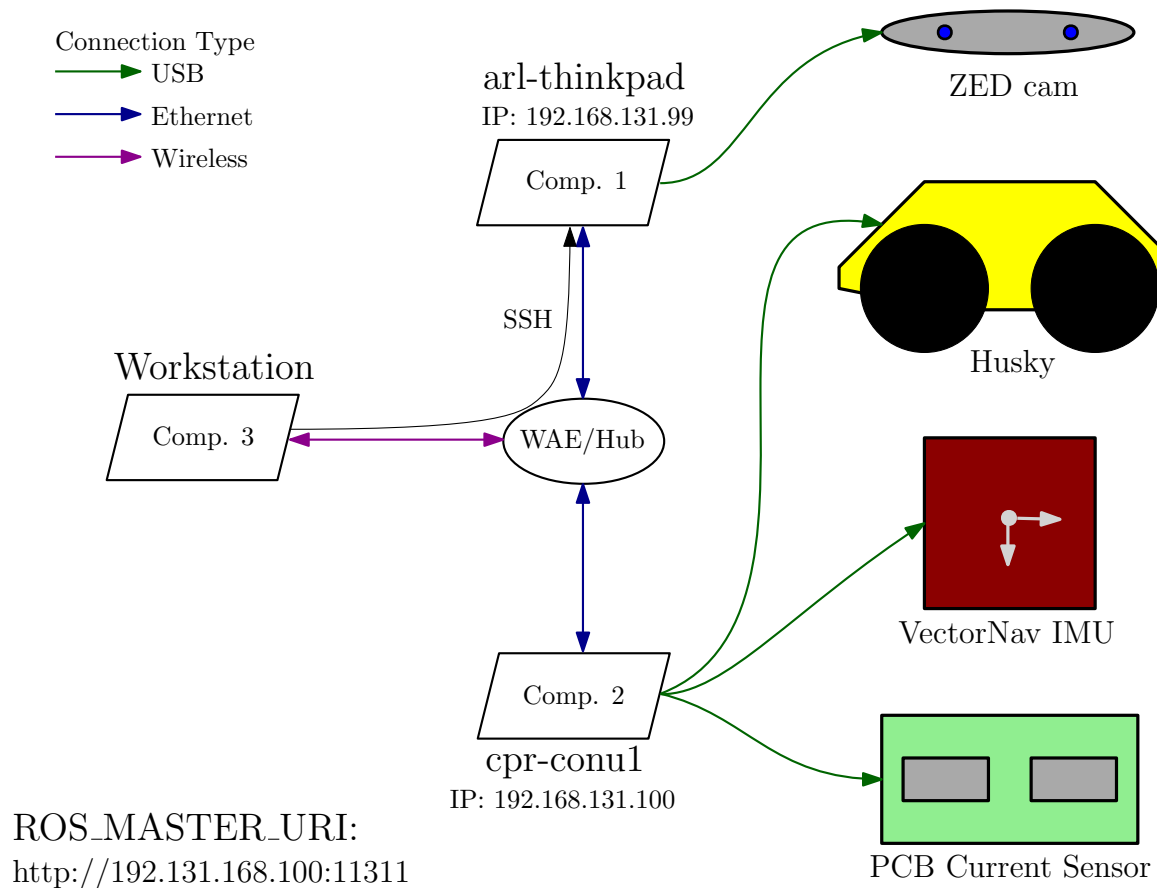 Connection Type
USB
Ethernet
Wireless
arl-thinkpad
IP: 192.168.131.99
Comp. 1
ZED cam
SSH
Husky
Workstation
Comp. 3
WAE/Hub
VectorNav IMU
Comp. 2
cpr-conu1
IP: 192.168.131.100
PCB Current Sensor
ROS_MASTER_URI:
http://192.131.168.100:11311